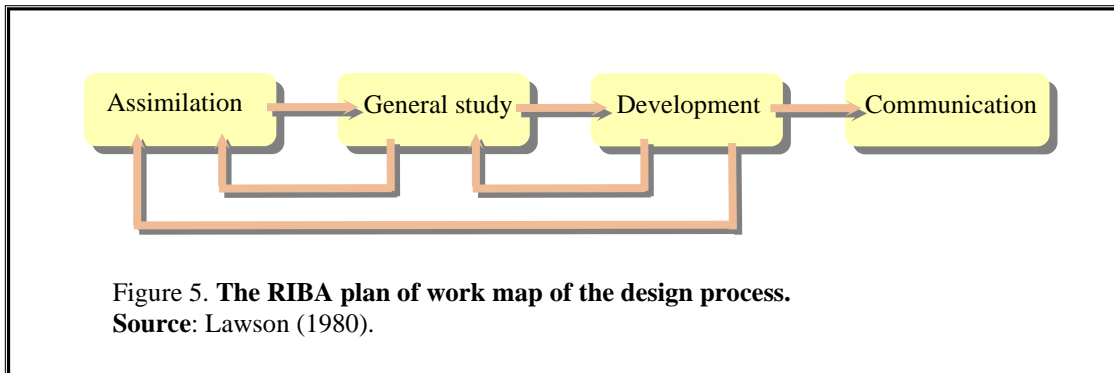 Assimilation
General study
Development
Communication
Figure 5. The RIBA plan of work map of the design process.
Source: Lawson (1980).